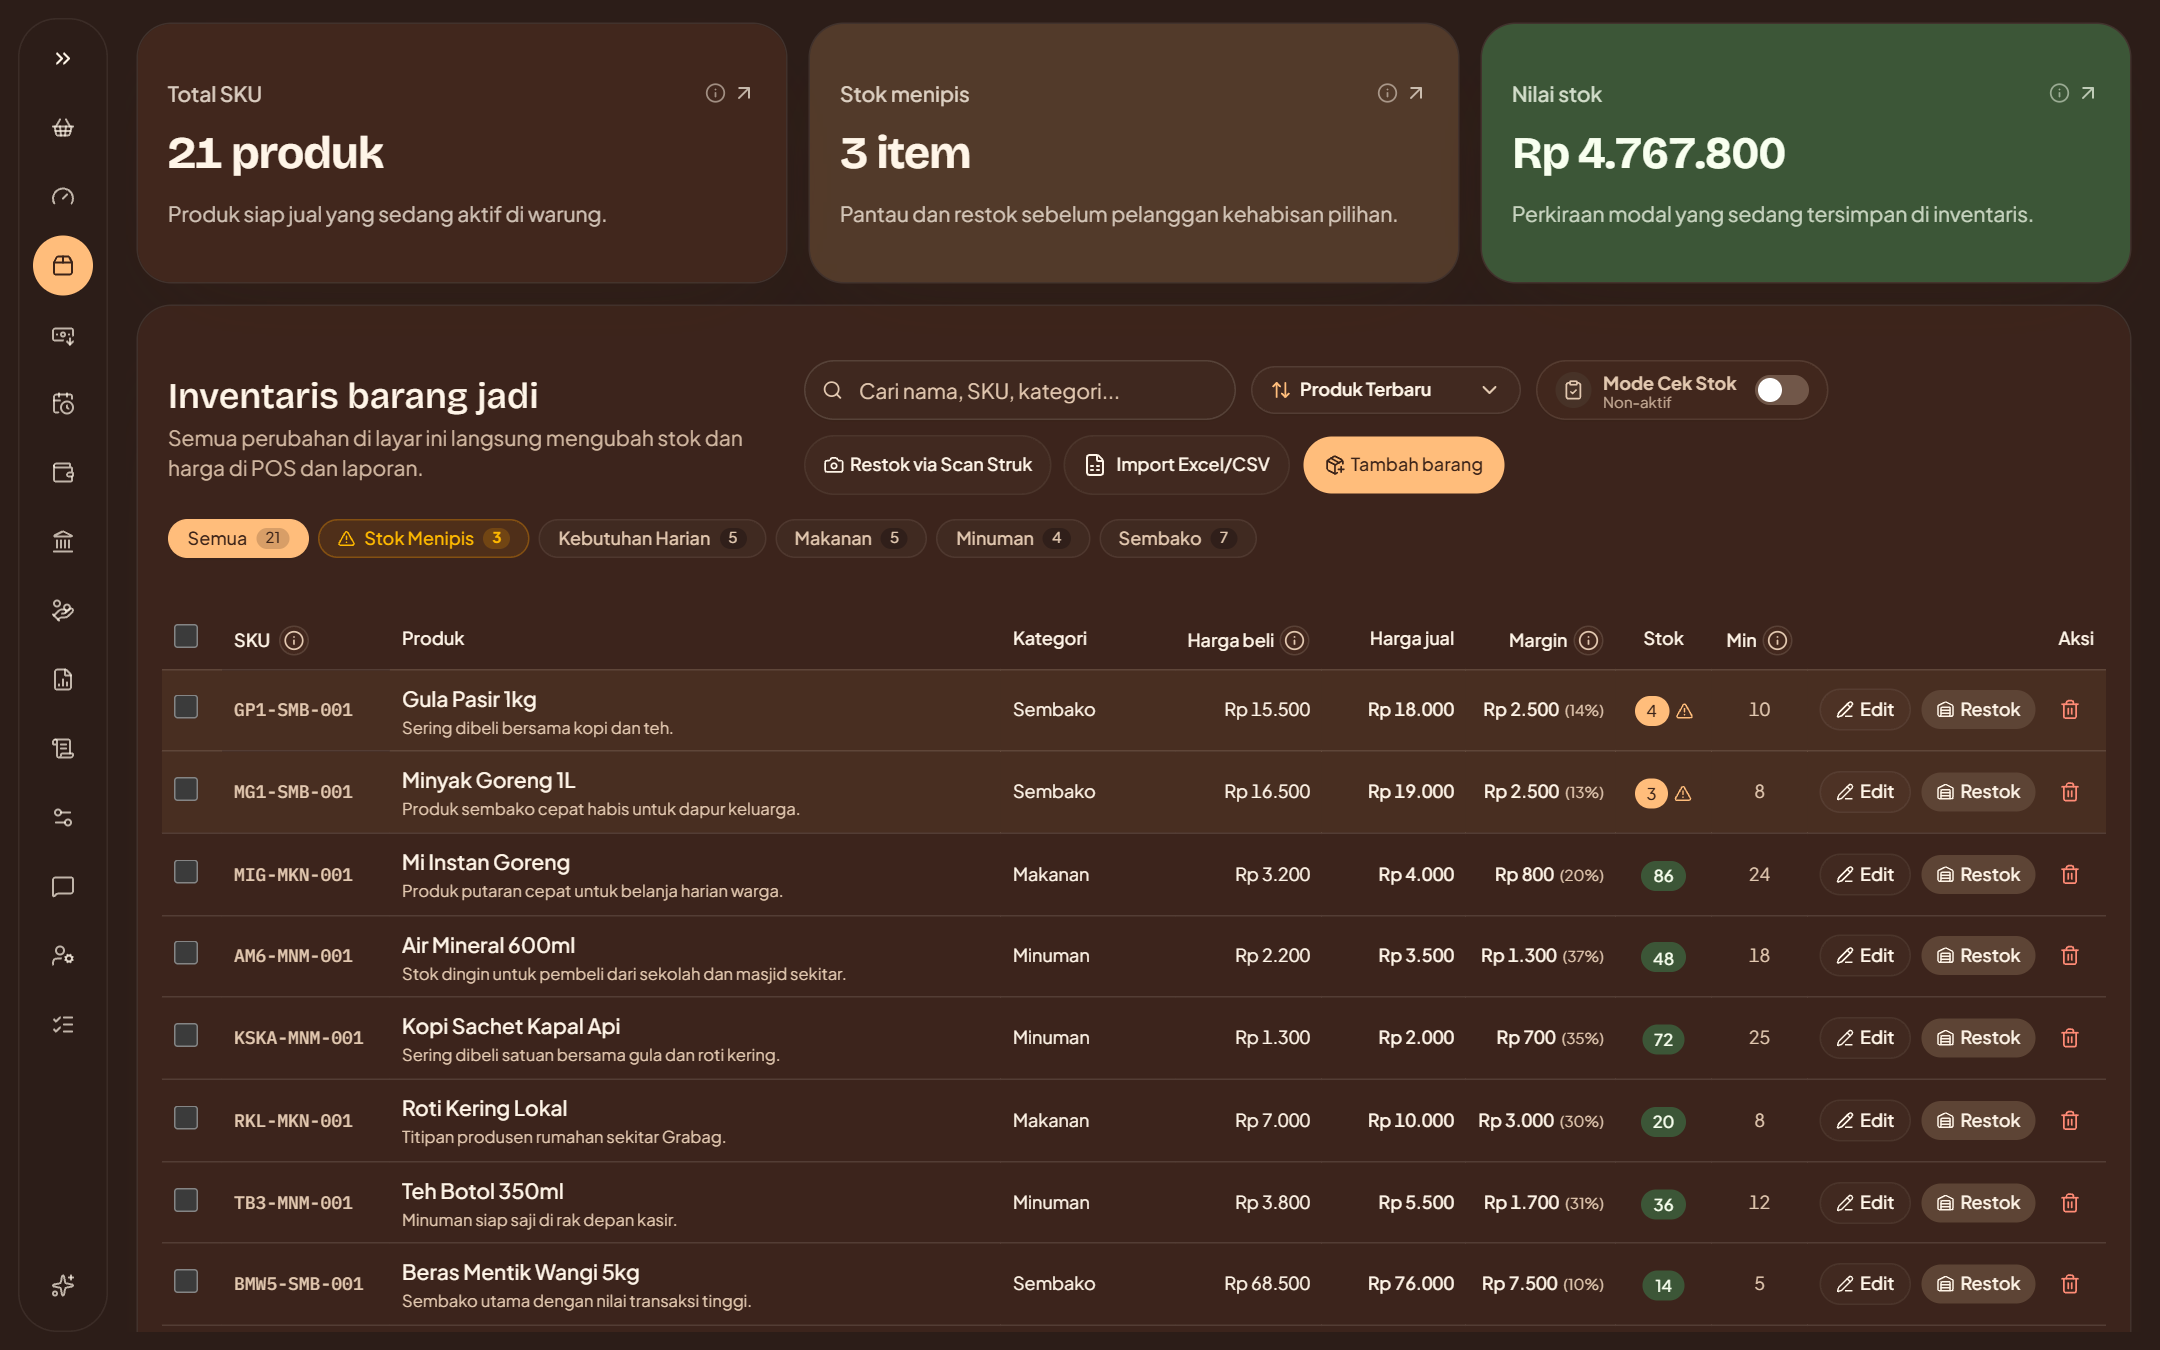 Total SKU
21 produk
Produk siap jual yang sedang aktif di warung.
Stok menipis
3 item
Pantau dan restok sebelum pelanggan kehabisan pilihan.
Nilai stok
Rp 4.767.800
Perkiraan modal yang sedang tersimpan di inventaris.
Inventaris barang jadi
Semua perubahan di layar ini langsung mengubah stok dan
harga di POS dan laporan.
Cari nama, SKU, kategori...
Produk Terbaru
Mode Cek Stok
Non-aktif
Restok via Scan Struk
Import Excel/CSV
Tambah barang
Semua 21
Stok Menipis 3
Kebutuhan Harian 5
Makanan 5
Minuman 4
Sembako 7
SKU Produk Kategori Harga beli Harga jual Margin Stok Min Aksi
GP1-SMB-001 Gula Pasir 1kg Sembako Rp 15.500 Rp 18.000 Rp 2.500 (14%) 4 10 Edit Restok
Sering dibeli bersama kopi dan teh.
MG1-SMB-001 Minyak Goreng 1L Sembako Rp 16.500 Rp 19.000 Rp 2.500 (13%) 3 8 Edit Restok
Produk sembako cepat habis untuk dapur keluarga.
MIG-MKN-001 Mi Instan Goreng Makanan Rp 3.200 Rp 4.000 Rp 800 (20%) 86 24 Edit Restok
Produk putaran cepat untuk belanja harian warga.
AM6-MNM-001 Air Mineral 600ml Minuman Rp 2.200 Rp 3.500 Rp 1.300 (37%) 48 18 Edit Restok
Stok dingin untuk pembeli dari sekolah dan masjid sekitar.
KSKA-MNM-001 Kopi Sachet Kapal Api Minuman Rp 1.300 Rp 2.000 Rp 700 (35%) 72 25 Edit Restok
Sering dibeli satuan bersama gula dan roti kering.
RKL-MKN-001 Roti Kering Lokal Makanan Rp 7.000 Rp 10.000 Rp 3.000 (30%) 20 8 Edit Restok
Titipan produsen rumahan sekitar Grabag.
TB3-MNM-001 Teh Botol 350ml Minuman Rp 3.800 Rp 5.500 Rp 1.700 (31%) 36 12 Edit Restok
Minuman siap saji di rak depan kasir.
BMW5-SMB-001 Beras Mentik Wangi 5kg Sembako Rp 68.500 Rp 76.000 Rp 7.500 (10%) 14 5 Edit Restok
Sembako utama dengan nilai transaksi tinggi.